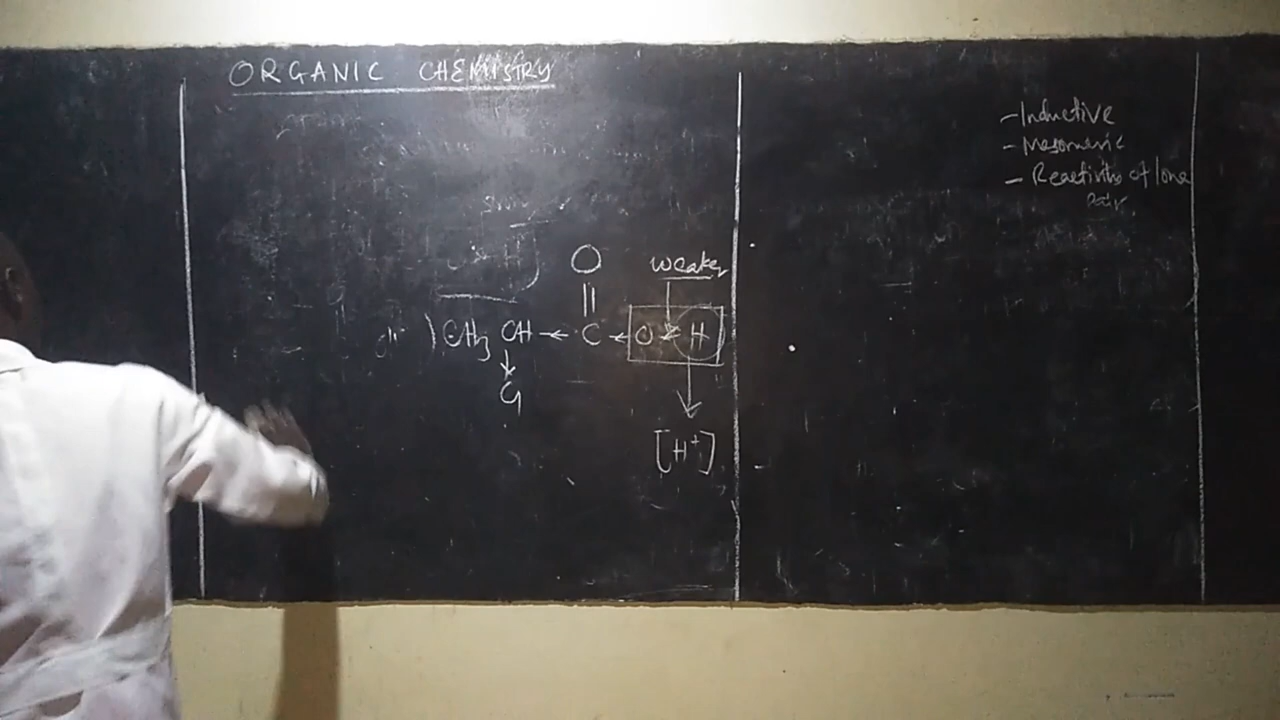 ORGANIC CHEMISTRY
- Inductive
- Mesomeric
- Reactivity of lone
Pair
O
weaker
||
) CH3 CH ← C ← O ← H
↓
Cl
[H+]